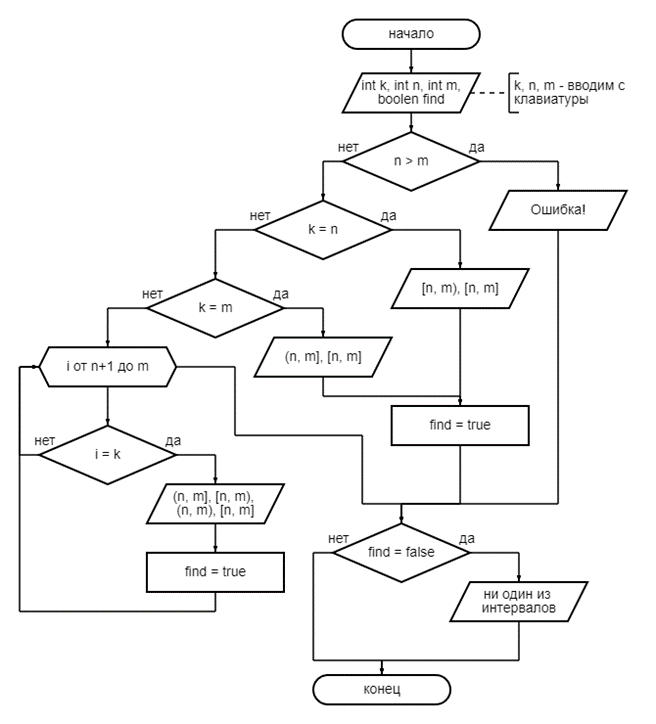 начало
int k, int n, int m,
boolen find
k, n, m - вводим с
клавиатуры
нет
да
n > m
Ошибка!
нет
да
k = n
[n, m), [n, m]
нет
да
k = m
(n, m], [n, m]
i от n+1 до m
find = true
нет
да
i = k
(n, m], [n, m),
(n, m), [n, m]
нет
да
find = false
find = true
ни один из
интервалов
конец